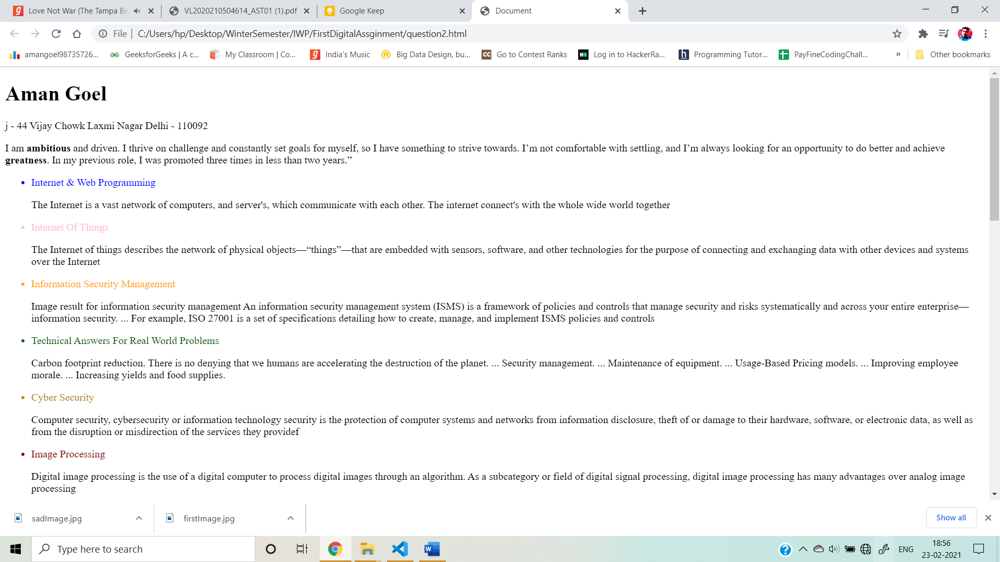 Love Not War (The Tampa Be
VL2020210504614_AST01 (1).pdf
Google Keep
Document
File | C:/Users/hp/Desktop/WinterSemester/IWP/FirstDigitalAssginment/question2.html
amangoel98735726...
GeeksforGeeks | A c...
My Classroom | Co...
India's Music
Big Data Design, bu...
Go to Contest Ranks
Log in to HackerRa...
Programming Tutor...
PayFineCodingChall...
»
Other bookmarks
Aman Goel
j - 44 Vijay Chowk Laxmi Nagar Delhi - 110092
I am ambitious and driven. I thrive on challenge and constantly set goals for myself, so I have something to strive towards. I’m not comfortable with settling, and I’m always looking for an opportunity to do better and achieve
greatness. In my previous role, I was promoted three times in less than two years.”
• Internet & Web Programming
The Internet is a vast network of computers, and server's, which communicate with each other. The internet connect's with the whole wide world together
• Internet Of Things
The Internet of things describes the network of physical objects—“things”—that are embedded with sensors, software, and other technologies for the purpose of connecting and exchanging data with other devices and systems
over the Internet
• Information Security Management
Image result for information security management An information security management system (ISMS) is a framework of policies and controls that manage security and risks systematically and across your entire enterprise—
information security. ... For example, ISO 27001 is a set of specifications detailing how to create, manage, and implement ISMS policies and controls
• Technical Answers For Real World Problems
Carbon footprint reduction. There is no denying that we humans are accelerating the destruction of the planet. ... Security management. ... Maintenance of equipment. ... Usage-Based Pricing models. ... Improving employee
morale. ... Increasing yields and food supplies.
• Cyber Security
Computer security, cybersecurity or information technology security is the protection of computer systems and networks from information disclosure, theft of or damage to their hardware, software, or electronic data, as well as
from the disruption or misdirection of the services they providef
• Image Processing
Digital image processing is the use of a digital computer to process digital images through an algorithm. As a subcategory or field of digital signal processing, digital image processing has many advantages over analog image
processing
sadImage.jpg
firstImage.jpg
Show all
Type here to search
ENG
18:56
23-02-2021